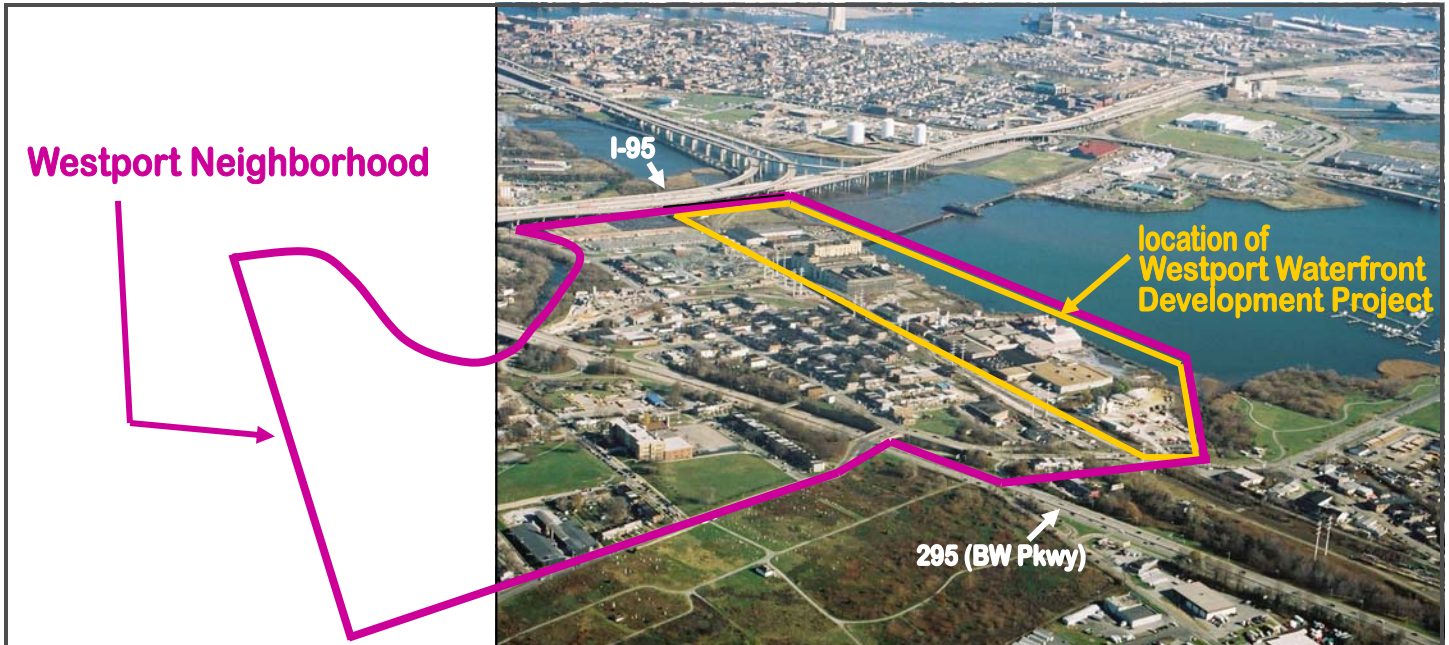 Westport Neighborhood
I-95
location of
Westport Waterfront
Development Project
295 (BW Pkwy)